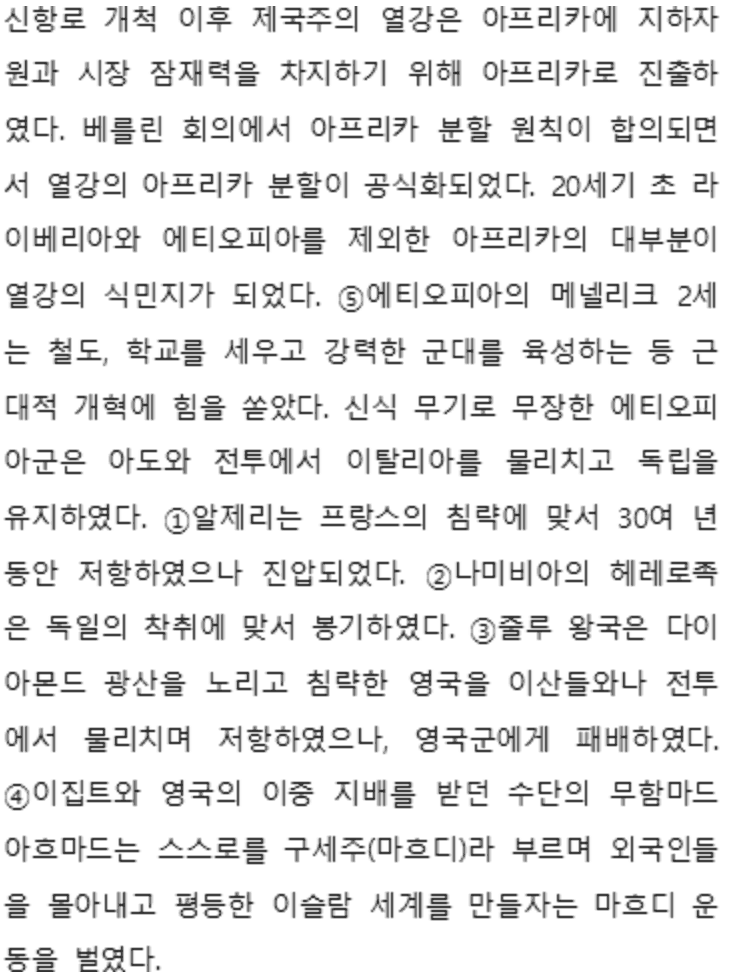 신항로 개척 이후 제국주의 열강은 아프리카에 지하자
원과 시장 잠재력을 차지하기 위해 아프리카로 진출하
였다. 베를린 회의에서 아프리카 분할 원칙이 합의되면
서 열강의 아프리카 분할이 공식화되었다. 20세기 초 라
이베리아와 에티오피아를 제외한 아프리카의 대부분이
열강의 식민지가 되었다. ⑤에티오피아의 메넬리크 2세
는 철도, 학교를 세우고 강력한 군대를 육성하는 등 근
대적 개혁에 힘을 쏟았다. 신식 무기로 무장한 에티오피
아군은 아도와 전투에서 이탈리아를 물리치고 독립을
유지하였다. ①알제리는 프랑스의 침략에 맞서 30여 년
동안 저항하였으나 진압되었다. ②나미비아의 헤레로족
은 독일의 착취에 맞서 봉기하였다. ③줄루 왕국은 다이
아몬드 광산을 노리고 침략한 영국을 이산들와나 전투
에서 물리치며 저항하였으나, 영국군에게 패배하였다.
④이집트와 영국의 이중 지배를 받던 수단의 무함마드
아흐마드는 스스로를 구세주(마흐디)라 부르며 외국인들
을 몰아내고 평등한 이슬람 세계를 만들자는 마흐디 운
동을 벌였다.